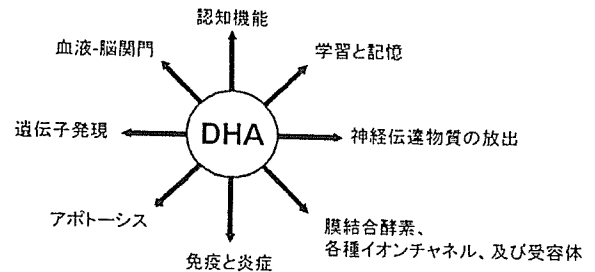 認知機能
血液-脳関門
学習と記憶
遺伝子発現
DHA
神経伝達物質の放出
アポトーシス
膜結合酵素、
各種イオンチャネル、及び受容体
免疫と炎症